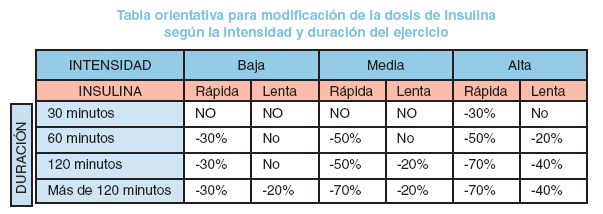 Tabla orientativa para modificación de la dosis de insulina
según la intensidad y duración del ejercicio
INTENSIDAD Baja Media Alta
INSULINA Rápida Lenta Rápida Lenta Rápida Lenta
DURACIÓN
30 minutos NO NO NO NO -30% No
60 minutos -30% No -50% No -50% -20%
120 minutos -30% No -50% -20% -70% -40%
Más de 120 minutos -30% -20% -70% -20% -70% -40%